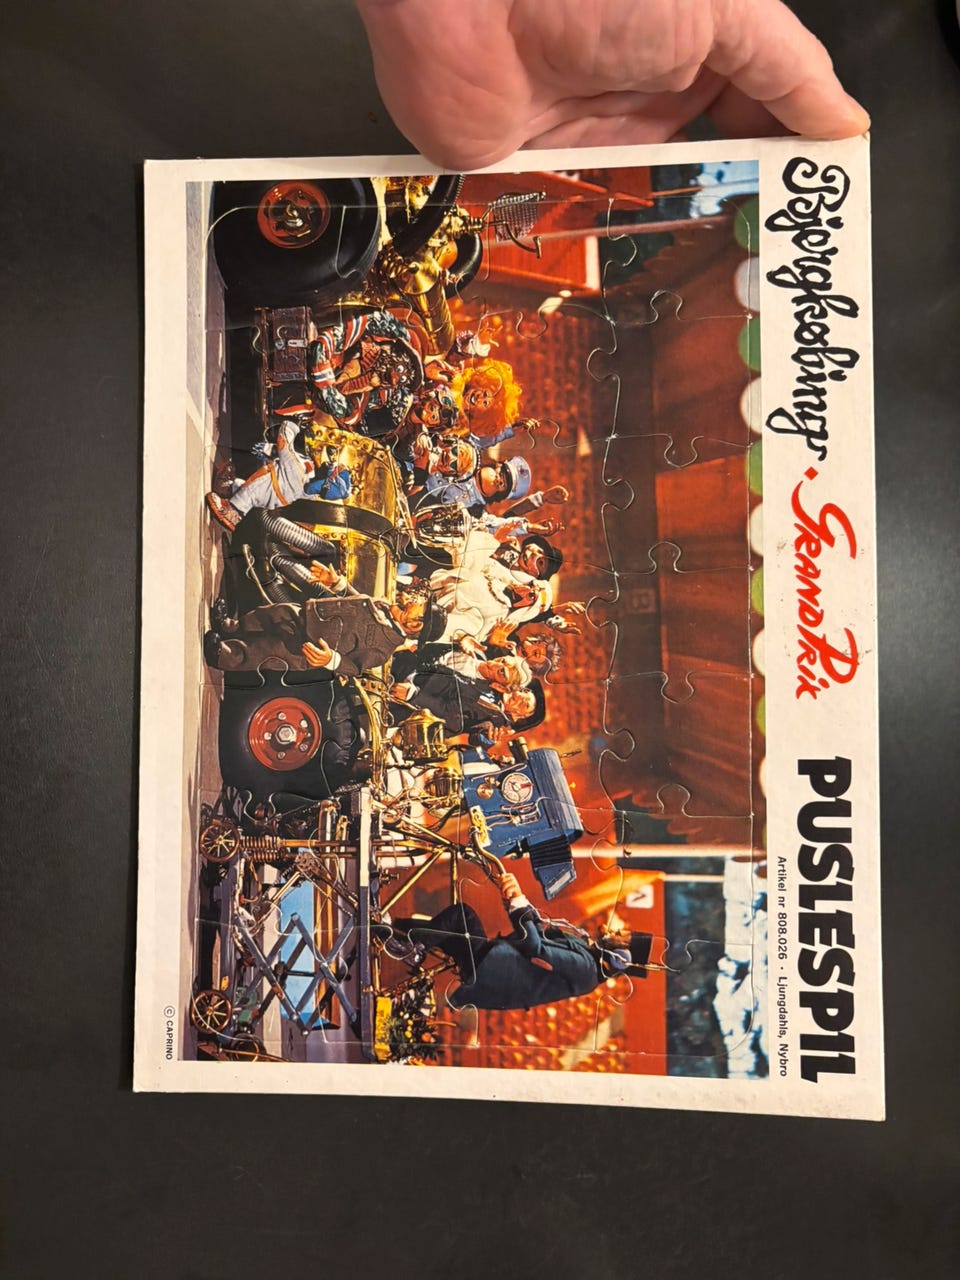 Bjergkøbing · GRAND PRIX PUSLESPIL
Artikel nr 808.026 · Ljungdahls, Nybro
© CAPRINO